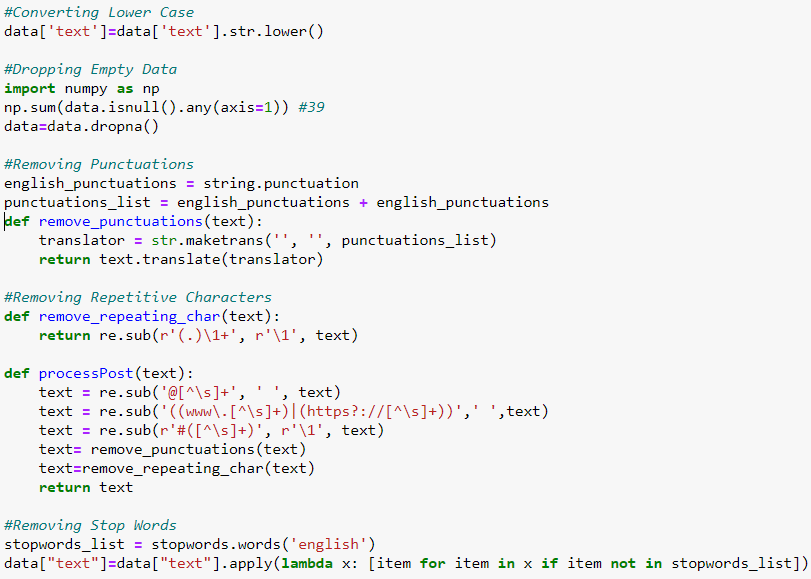 #Converting Lower Case
data['text']=data['text'].str.lower()

#Dropping Empty Data
import numpy as np
np.sum(data.isnull().any(axis=1)) #39
data=data.dropna()

#Removing Punctuations
english_punctuations = string.punctuation
punctuations_list = english_punctuations + english_punctuations
def remove_punctuations(text):
    translator = str.maketrans('', '', punctuations_list)
    return text.translate(translator)

#Removing Repetitive Characters
def remove_repeating_char(text):
    return re.sub(r'(.)\1+', r'\1', text)

def processPost(text):
    text = re.sub('@[^\s]+', ' ', text)
    text = re.sub('((www\.[^\s]+)|(https?://[^\s]+))',' ',text)
    text = re.sub(r'#([^\s]+)', r'\1', text)
    text= remove_punctuations(text)
    text=remove_repeating_char(text)
    return text

#Removing Stop Words
stopwords_list = stopwords.words('english')
data["text"]=data["text"].apply(lambda x: [item for item in x if item not in stopwords_list])